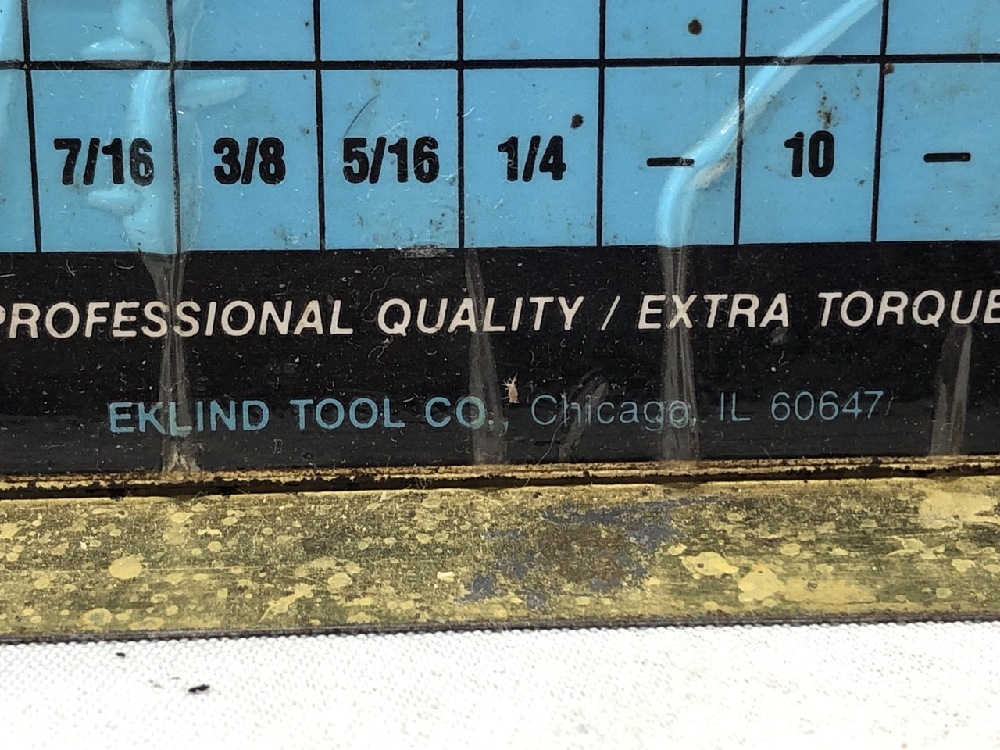 7/16 3/8 5/16 1/4 – 10 –
PROFESSIONAL QUALITY / EXTRA TORQUE
EKLIND TOOL CO., Chicago, IL 60647